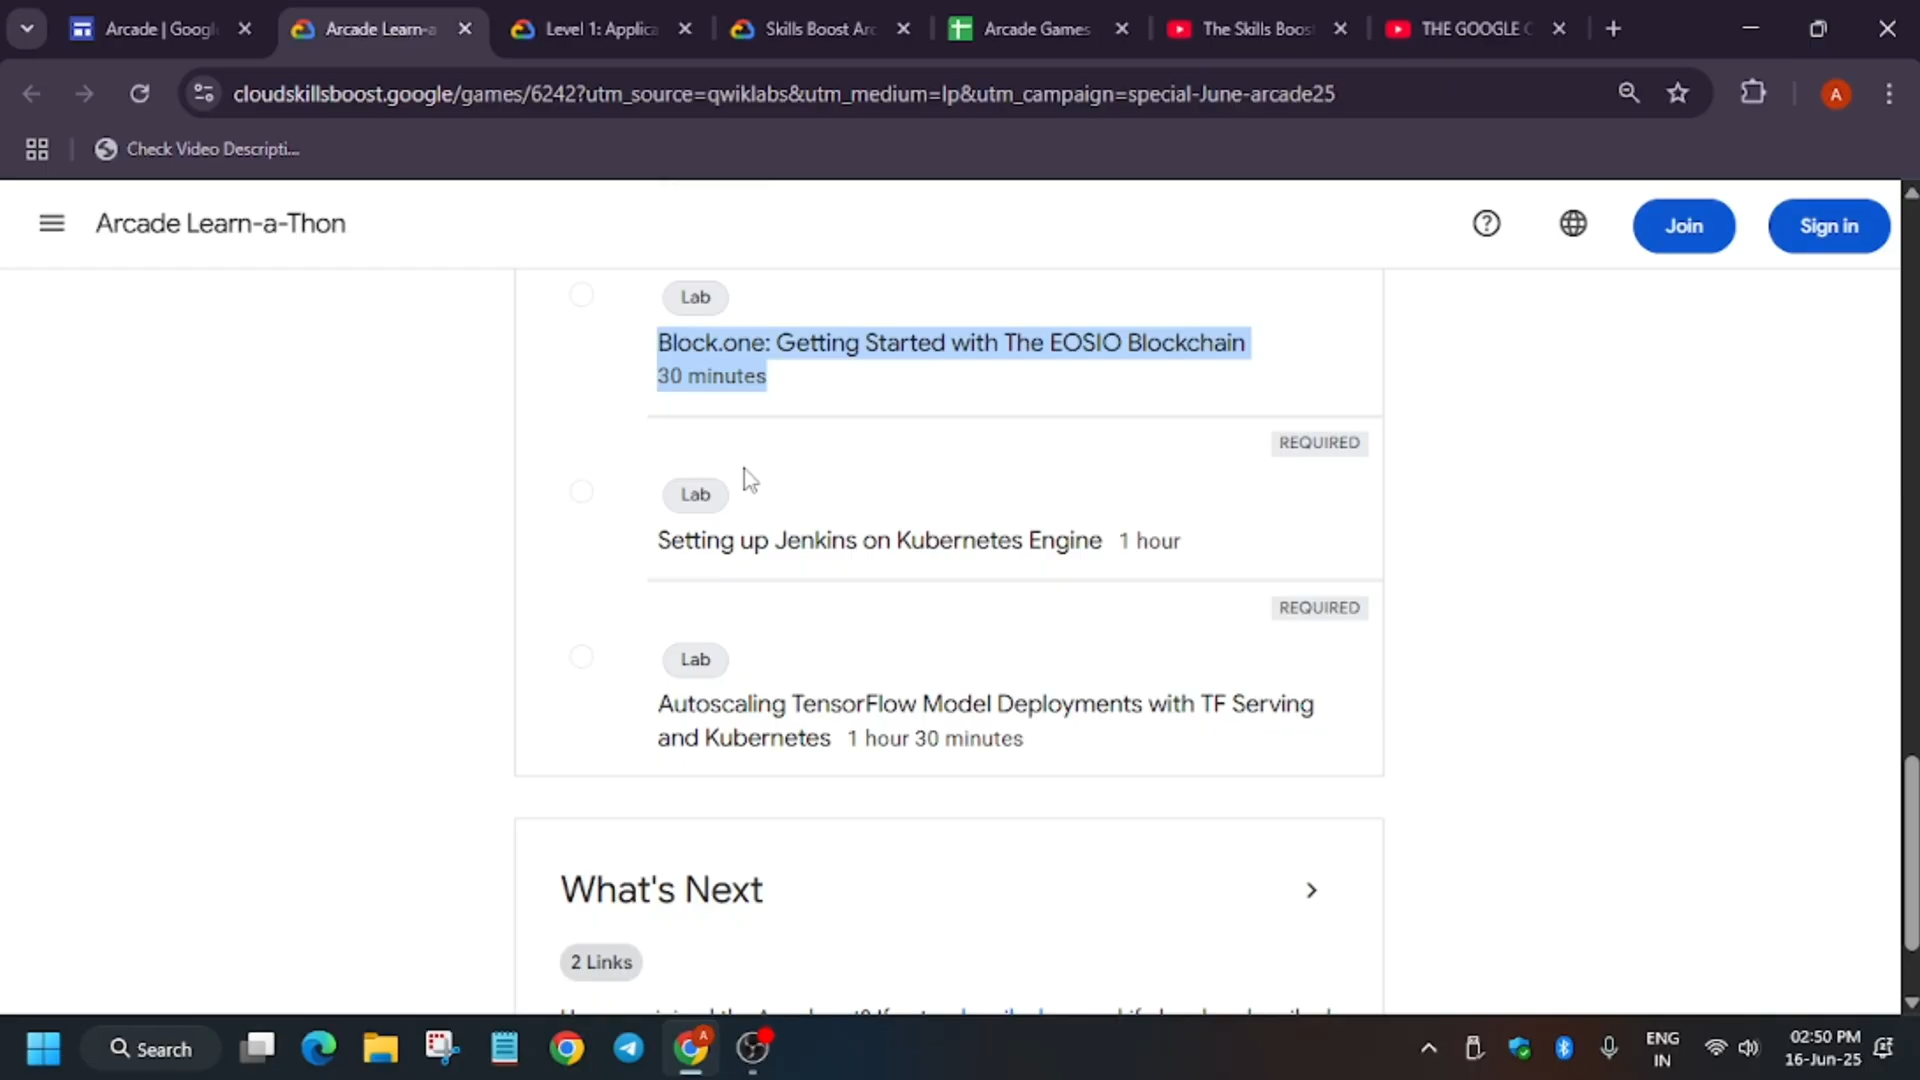 Arcade | Googl
Arcade Learn-a
Level 1: Applica
Skills Boost Arc
Arcade Games
The Skills Boost
THE GOOGLE C
cloudskillsboost.google/games/6242?utm_source=qwiklabs&utm_medium=lp&utm_campaign=special-June-arcade25
A
Check Video Descripti...
Arcade Learn-a-Thon
Join
Sign in
Lab
Block.one: Getting Started with The EOSIO Blockchain
30 minutes
REQUIRED
Lab
Setting up Jenkins on Kubernetes Engine 1 hour
REQUIRED
Lab
Autoscaling TensorFlow Model Deployments with TF Serving
and Kubernetes 1 hour 30 minutes
What's Next
2 Links
Search
A
ENG
IN
02:50 PM
16-Jun-25